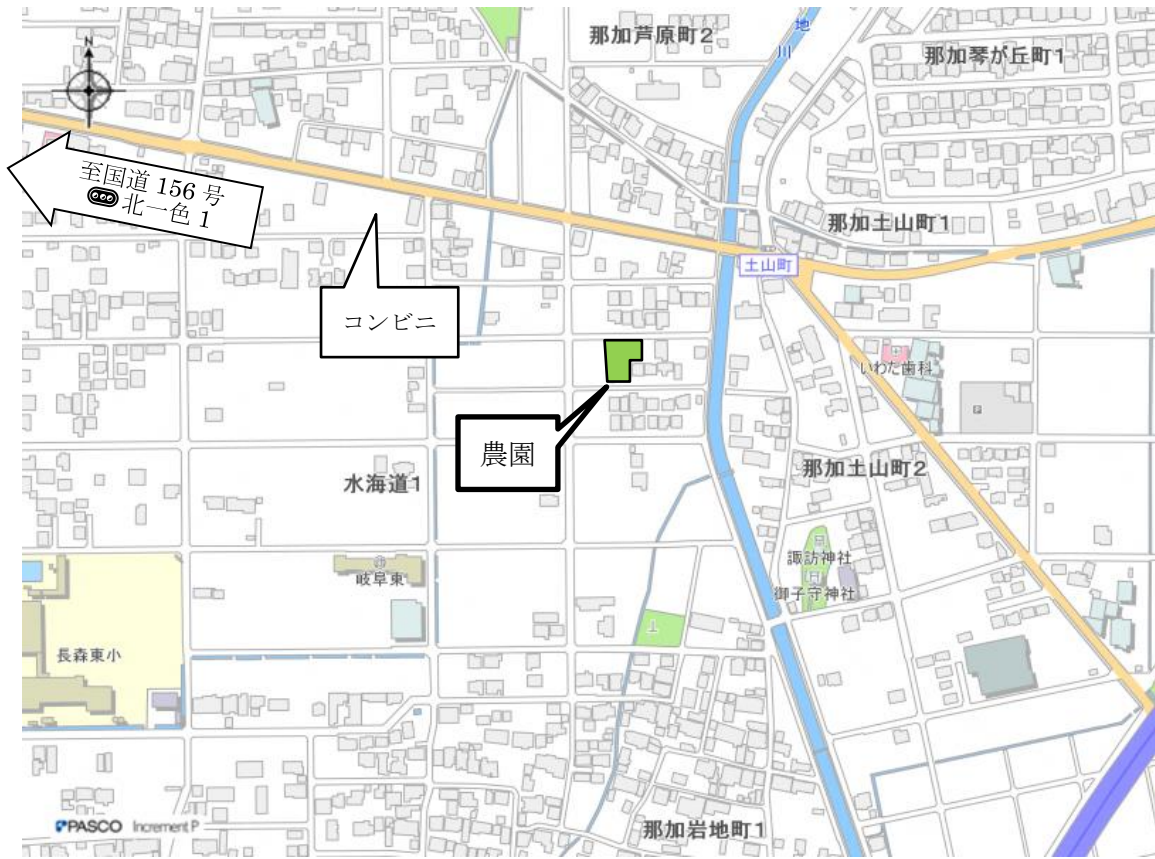 那加芦原町2
地
川
那加琴が丘町1
N
至国道 156 号
北一色 1
那加土山町1
土山町
コンビニ
いわた歯科
P
農園
水海道1
那加土山町2
諏訪神社
御子守神社
岐阜東
長森東小
PASCO Increment P
那加岩地町1